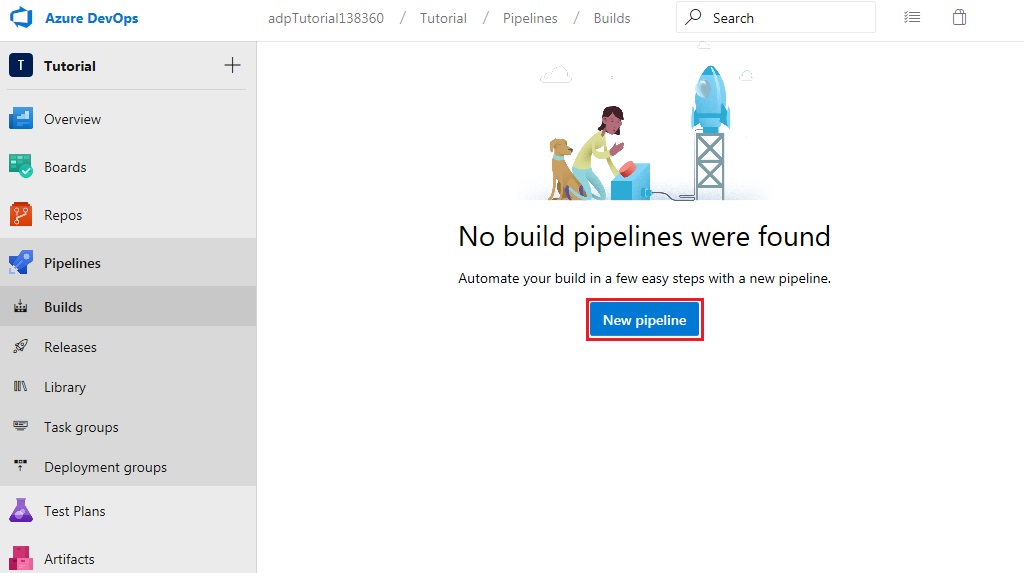 Azure DevOps
adpTutorial138360 / Tutorial / Pipelines / Builds
Search
T Tutorial
Overview
Boards
Repos
Pipelines
Builds
Releases
Library
Task groups
Deployment groups
Test Plans
Artifacts
No build pipelines were found
Automate your build in a few easy steps with a new pipeline.
New pipeline